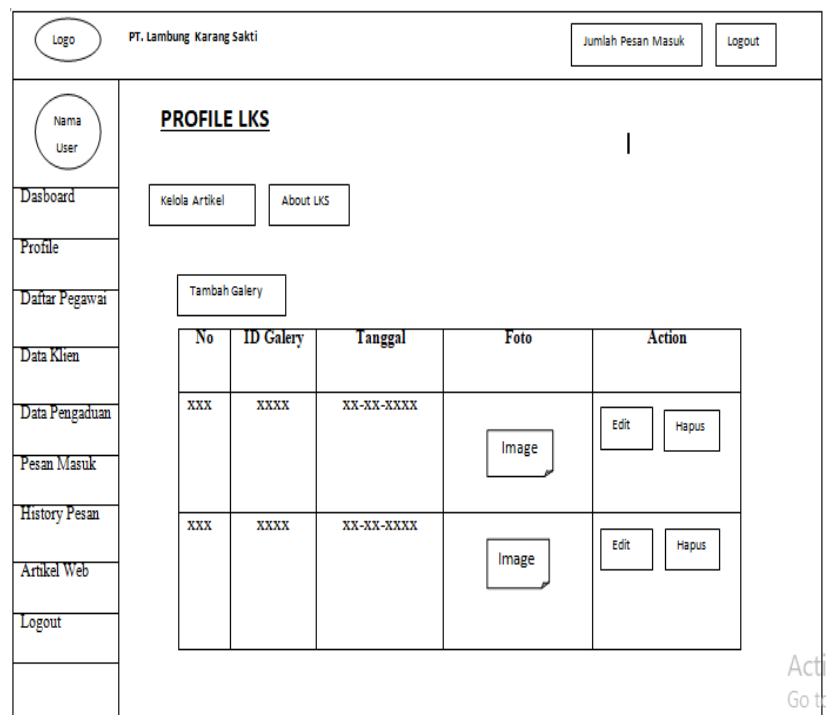 Logo
PT. Lambung Karang Sakti
Jumlah Pesan Masuk
Logout
Nama
User
PROFILE LKS
Dasboard
Kelola Artikel
About LKS
Profile
Daftar Pegawai
Tambah Galery
Data Klien
Data Pengaduan
Pesan Masuk
History Pesan
Artikel Web
Logout
No ID Galery Tanggal Foto Action
xxx xxxx xx-xx-xxxx Image Edit Hapus
xxx xxxx xx-xx-xxxx Image Edit Hapus